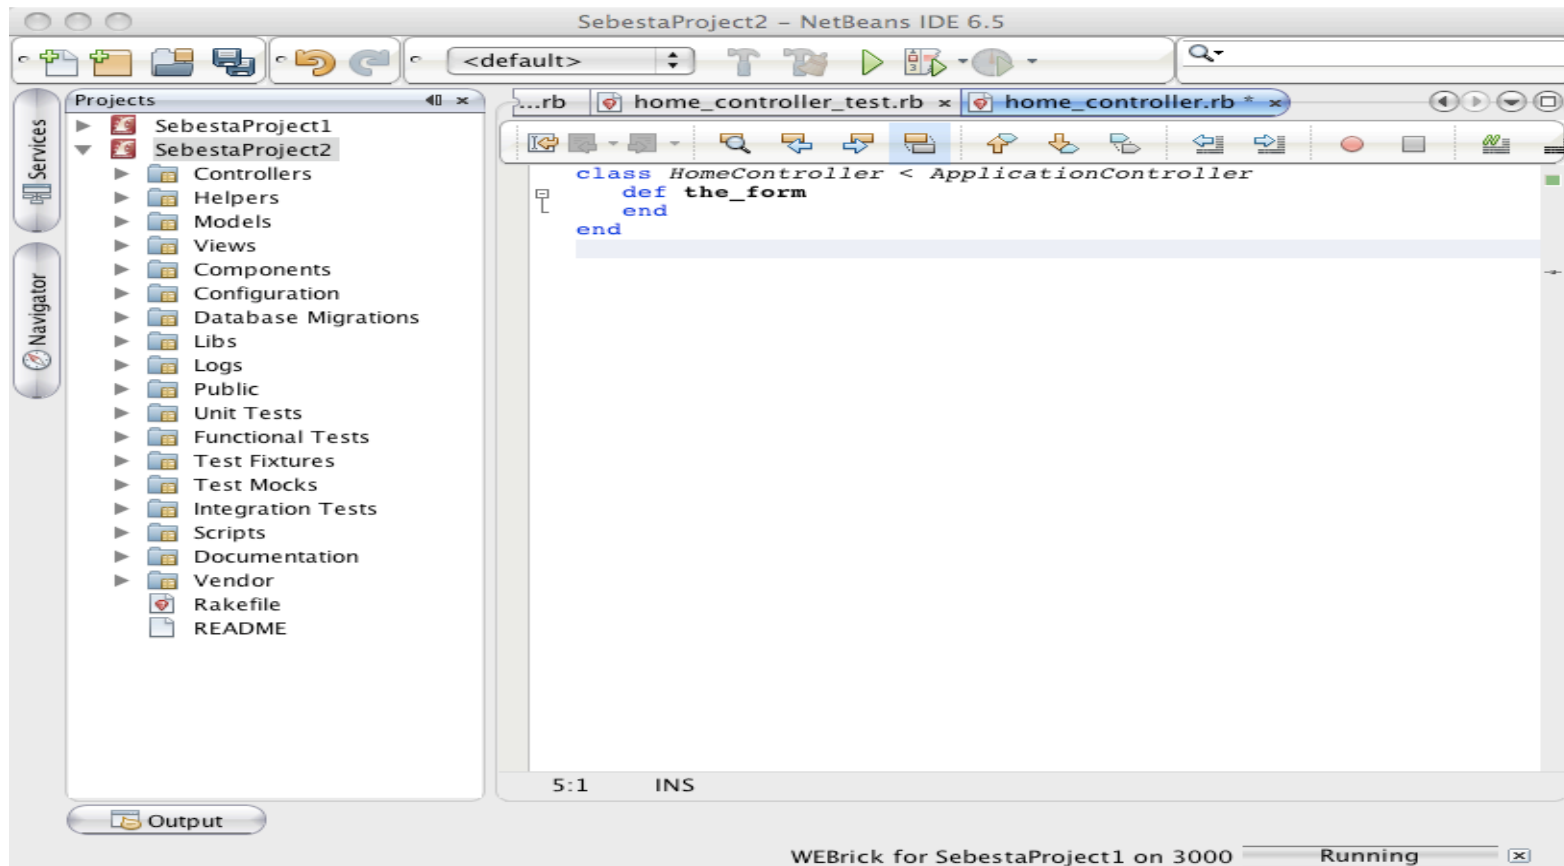 SebestaProject2 – NetBeans IDE 6.5
<default>
Services
Navigator
Projects
SebestaProject1
SebestaProject2
Controllers
Helpers
Models
Views
Components
Configuration
Database Migrations
Libs
Logs
Public
Unit Tests
Functional Tests
Test Fixtures
Test Mocks
Integration Tests
Scripts
Documentation
Vendor
Rakefile
README
...rb home_controller_test.rb home_controller.rb *
class HomeController < ApplicationController
def the_form
end
end
5:1 INS
Output
WEBrick for SebestaProject1 on 3000 Running